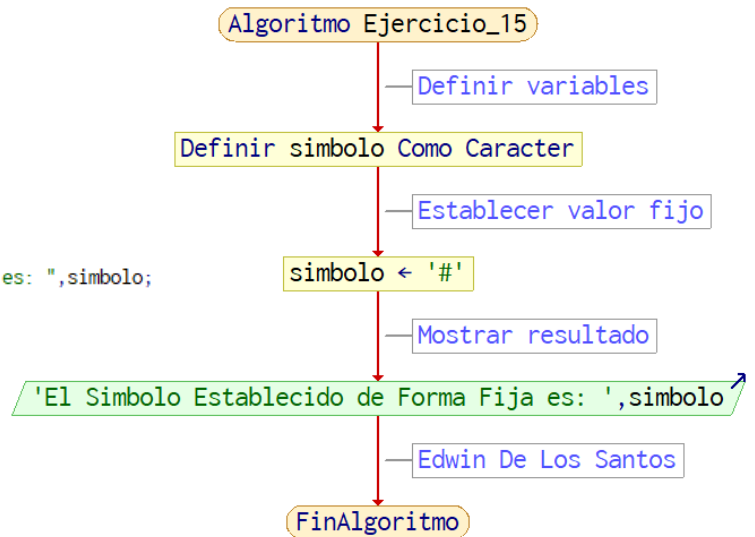 Algoritmo Ejercicio_15
Definir variables
Definir simbolo Como Caracter
Establecer valor fijo
es: ",simbolo;
simbolo ← '#'
Mostrar resultado
'El Simbolo Establecido de Forma Fija es: ',simbolo
Edwin De Los Santos
FinAlgoritmo